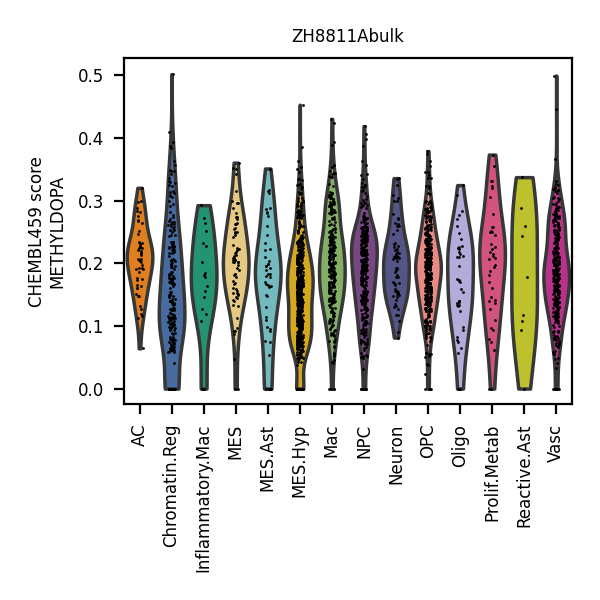 ZH8811Abulk
CHEMBL459 score
METHYLDOPA
0.5
0.4
0.3
0.2
0.1
0.0
AC
Chromatin.Reg
Inflammatory.Mac
MES
MES.Ast
MES.Hyp
Mac
NPC
Neuron
OPC
Oligo
Prolif.Metab
Reactive.Ast
Vasc